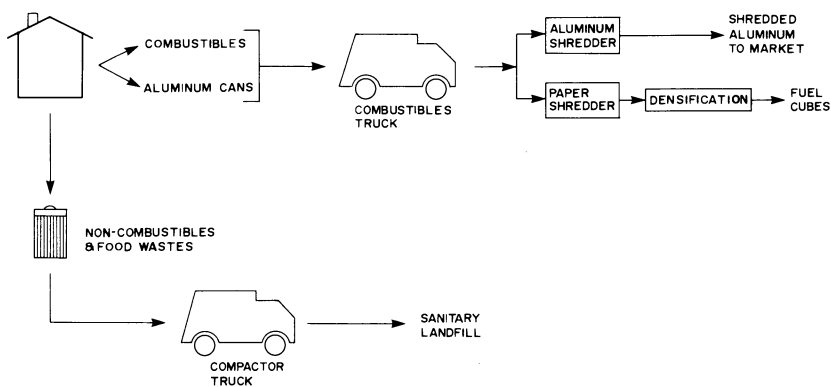 COMBUSTIBLES
ALUMINUM CANS
COMBUSTIBLES
TRUCK
ALUMINUM
SHREDDER
SHREDDED
ALUMINUM
TO MARKET
PAPER
SHREDDER
DENSIFICATION
FUEL
CUBES
NON-COMBUSTIBLES
& FOOD WASTES
COMPACTOR
TRUCK
SANITARY
LANDFILL